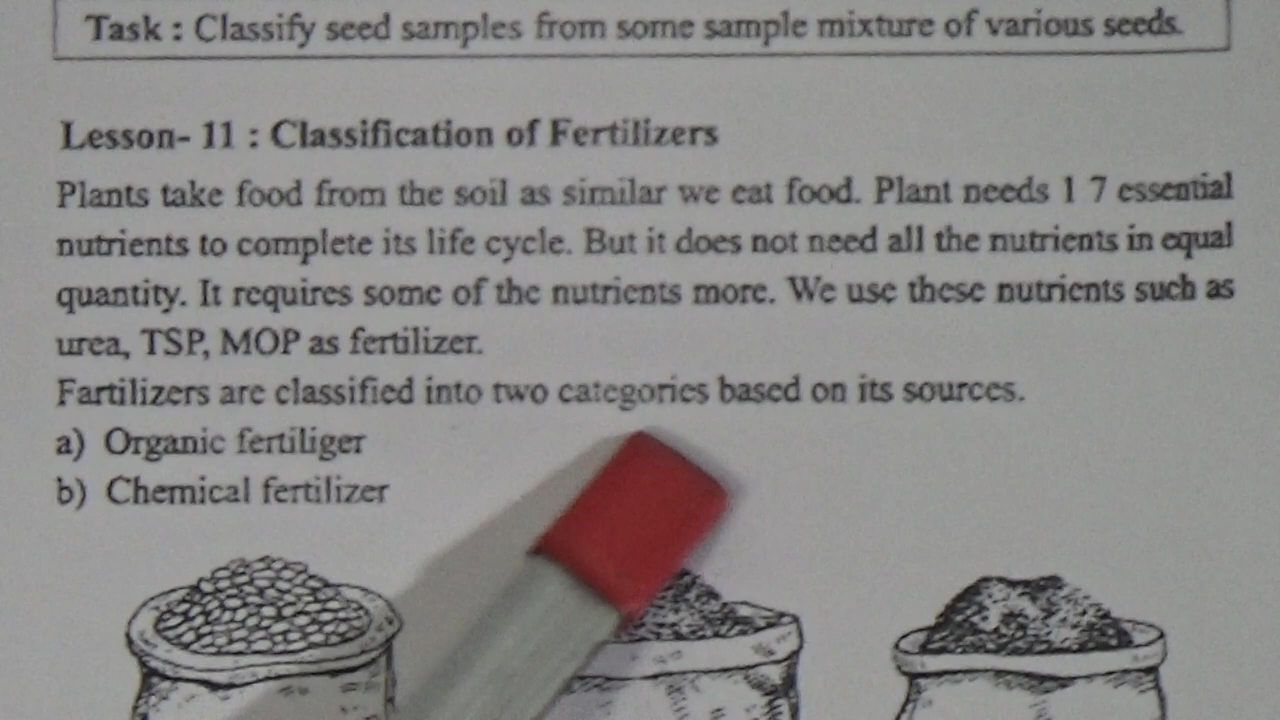 Task : Classify seed samples from some sample mixture of various seeds.
Lesson- 11 : Classification of Fertilizers
Plants take food from the soil as similar we eat food. Plant needs 1 7 essential
nutrients to complete its life cycle. But it does not need all the nutrients in equal
quantity. It requires some of the nutrients more. We use these nutrients such as
urea, TSP, MOP as fertilizer.
Fartilizers are classified into two categories based on its sources.
a) Organic fertiliger
b) Chemical fertilizer